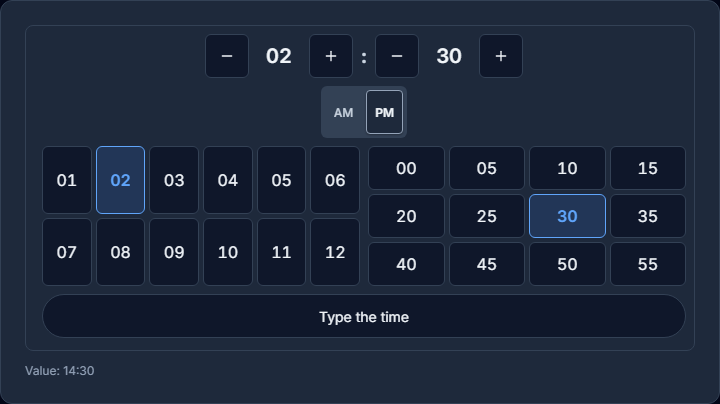 − 02 + : − 30 +
AM PM
01 02 03 04 05 06
07 08 09 10 11 12
00 05 10 15
20 25 30 35
40 45 50 55
Type the time
Value: 14:30